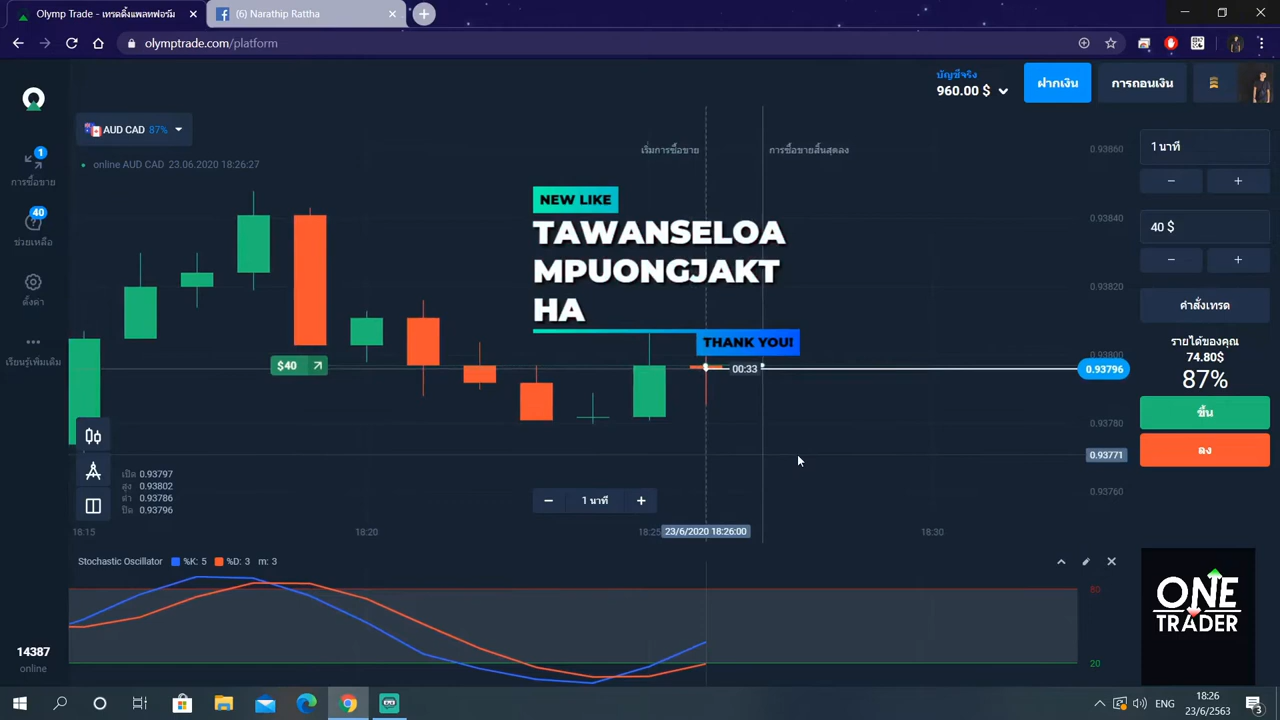 Olymp Trade - เทรดดิ้งแพลทฟอร์ม
(6) Narathip Rattha
olymptrade.com/platform
บัญชีจริง
960.00 $
ฝากเงิน
การถอนเงิน
AUD CAD 87%
online AUD CAD 23.06.2020 18:26:27
1
การซื้อขาย
40
ช่วยเหลือ
ตั้งค่า
เรียนรู้เพิ่มเติม
14387
online
เริ่มการซื้อขาย
การซื้อขายสิ้นสุดลง
NEW LIKE
TAWANSELOA
MPUONGJAKT
HA
THANK YOU!
$40
00:33
0.93860
0.93840
0.93820
0.93800
0.93796
0.93780
0.93771
0.93760
เปิด 0.93797
สูง 0.93802
ต่ำ 0.93786
ปิด 0.93796
1 นาที
18:15
18:20
18:25
23/6/2020 18:26:00
18:30
1 นาที
40 $
คำสั่งเทรด
รายได้ของคุณ
74.80$
87%
ขึ้น
ลง
Stochastic Oscillator %K: 5 %D: 3 m: 3
80
20
ONE
TRADER
ENG
18:26
23/6/2563
3